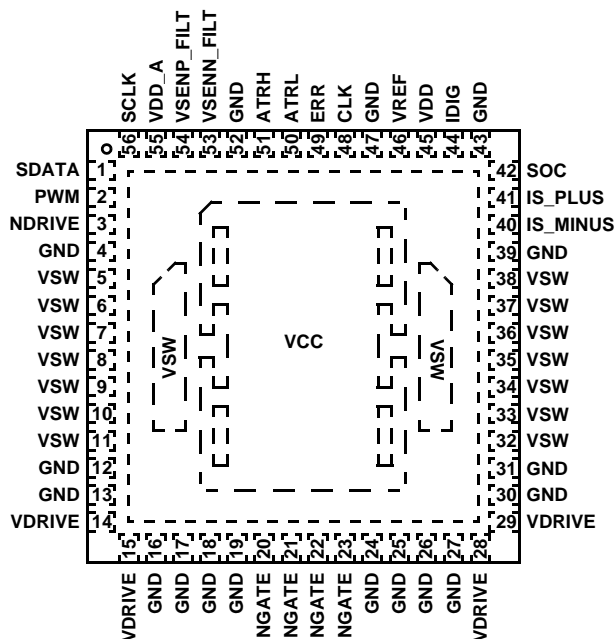 SCLK
VDD_A
VSENP_FILT
VSENN_FILT
GND
ATRH
ATRL
ERR
CLK
GND
VREF
VDD
IDIG
GND
56
55
54
53
52
51
50
49
48
47
46
45
44
43
SDATA 1
PWM 2
NDRIVE 3
GND 4
VSW 5
VSW 6
VSW 7
VSW 8
VSW 9
VSW 10
VSW 11
GND 12
GND 13
VDRIVE 14
VSW
VCC
VSW
42 SOC
41 IS_PLUS
40 IS_MINUS
39 GND
38 VSW
37 VSW
36 VSW
35 VSW
34 VSW
33 VSW
32 VSW
31 GND
30 GND
29 VDRIVE
15
16
17
18
19
20
21
22
23
24
25
26
27
28
VDRIVE
GND
GND
GND
GND
NGATE
NGATE
NGATE
NGATE
GND
GND
GND
GND
VDRIVE